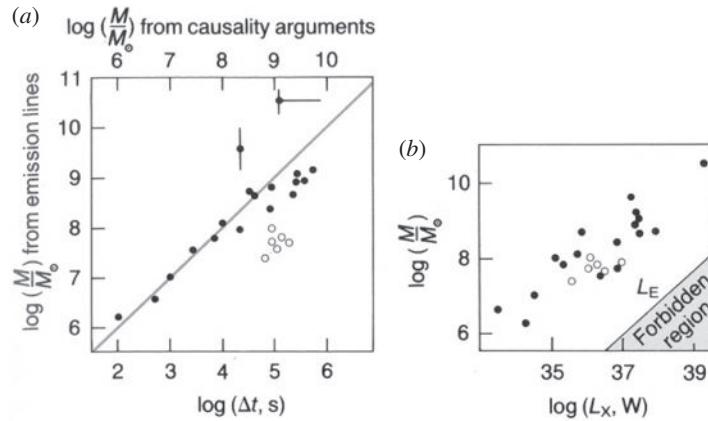 (a)
log (M/M⊙) from causality arguments
6 7 8 9 10
log (M/M⊙) from emission lines
11
10
9
8
7
6
2 3 4 5 6
log (Δt, s)
(b)
log (M/M⊙)
10
8
6
L_E
Forbidden
region
35 37 39
log (L_X, W)